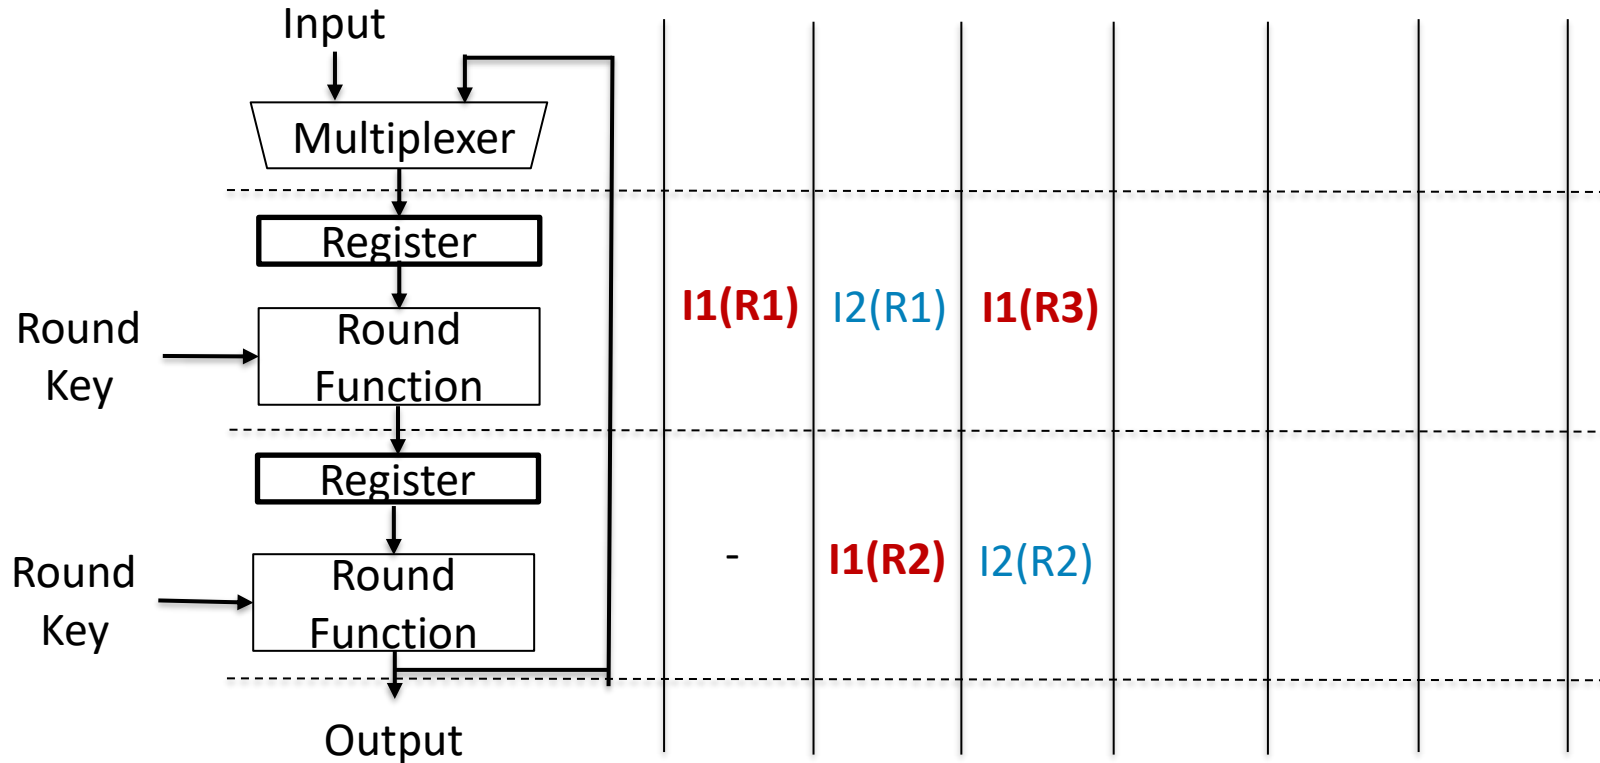 Input
Multiplexer
Register
I1(R1) I2(R1) I1(R3)
Round
Key
Round
Function
Register
- I1(R2) I2(R2)
Round
Key
Round
Function
Output